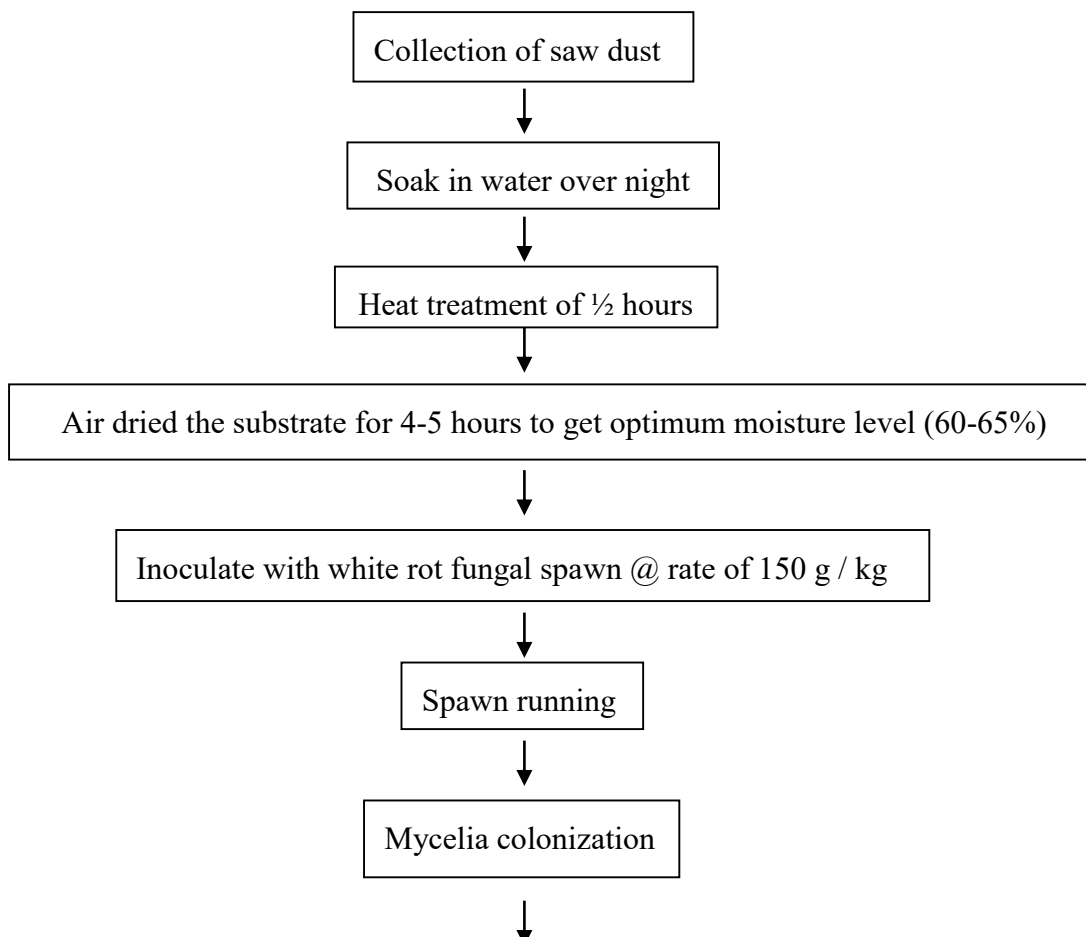 Collection of saw dust
Soak in water over night
Heat treatment of ½ hours
Air dried the substrate for 4-5 hours to get optimum moisture level (60-65%)
Inoculate with white rot fungal spawn @ rate of 150 g / kg
Spawn running
Mycelia colonization